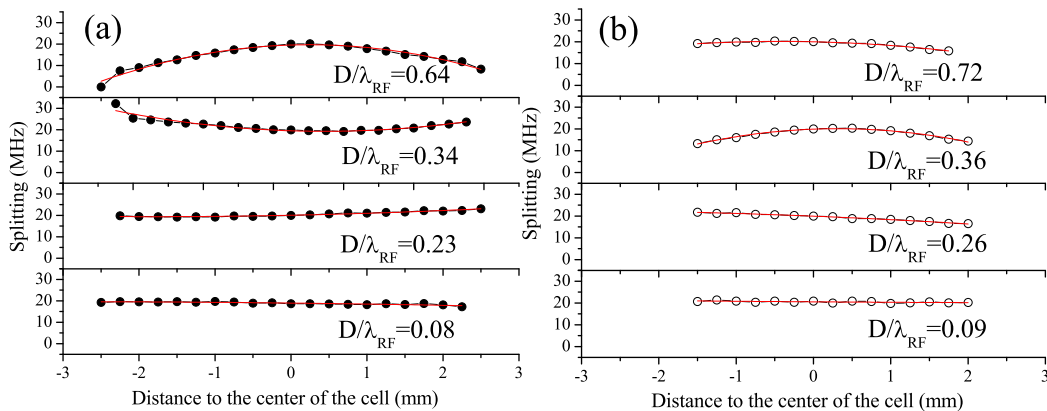 (a)
30
20
10
0
D/λRF=0.64
30
20
10
0
D/λRF=0.34
30
20
10
0
D/λRF=0.23
30
20
10
0
D/λRF=0.08
Splitting (MHz)
-3 -2 -1 0 1 2 3
Distance to the center of the cell (mm)
(b)
30
20
10
0
D/λRF=0.72
30
20
10
0
D/λRF=0.36
30
20
10
0
D/λRF=0.26
30
20
10
0
D/λRF=0.09
Splitting (MHz)
-3 -2 -1 0 1 2 3
Distance to the center of the cell (mm)